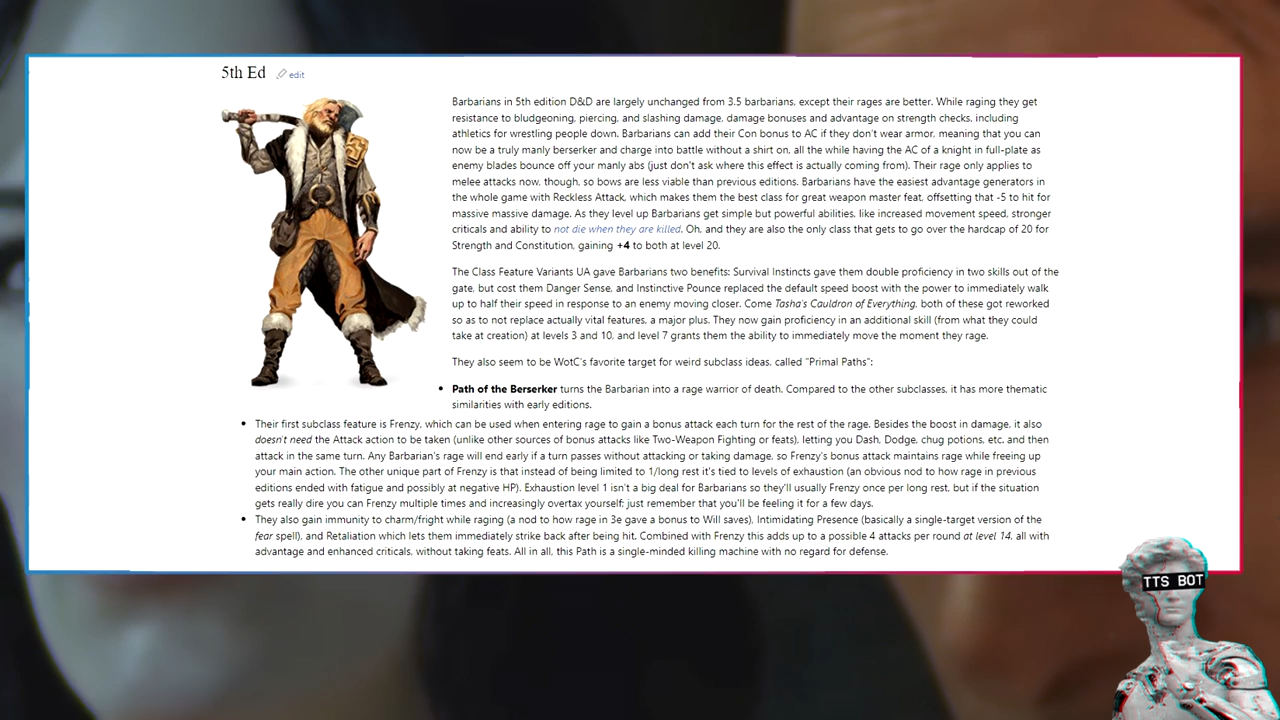 5th Ed edit
Barbarians in 5th edition D&D are largely unchanged from 3.5 barbarians, except their rages are better. While raging they get
resistance to bludgeoning, piercing, and slashing damage, damage bonuses and advantage on strength checks, including
athletics for wrestling people down. Barbarians can add their Con bonus to AC if they don't wear armor, meaning that you can
now be a truly manly berserker and charge into battle without a shirt on, all the while having the AC of a knight in full-plate as
enemy blades bounce off your manly abs (just don't ask where this effect is actually coming from). Their rage only applies to
melee attacks now, though, so bows are less viable than previous editions. Barbarians have the easiest advantage generators in
the whole game with Reckless Attack, which makes them the best class for great weapon master feat, offsetting that -5 to hit for
massive massive damage. As they level up Barbarians get simple but powerful abilities, like increased movement speed, stronger
criticals and ability to not die when they are killed. Oh, and they are also the only class that gets to go over the hardcap of 20 for
Strength and Constitution, gaining +4 to both at level 20.
The Class Feature Variants UA gave Barbarians two benefits: Survival Instincts gave them double proficiency in two skills out of the
gate, but cost them Danger Sense, and Instinctive Pounce replaced the default speed boost with the power to immediately walk
up to half their speed in response to an enemy moving closer. Come Tasha's Cauldron of Everything, both of these got reworked
so as to not replace actually vital features, a major plus. They now gain proficiency in an additional skill (from what they could
take at creation) at levels 3 and 10, and level 7 grants them the ability to immediately move the moment they rage.
They also seem to be WotC's favorite target for weird subclass ideas, called "Primal Paths":
• Path of the Berserker turns the Barbarian into a rage warrior of death. Compared to the other subclasses, it has more thematic
similarities with early editions.
• Their first subclass feature is Frenzy, which can be used when entering rage to gain a bonus attack each turn for the rest of the rage. Besides the boost in damage, it also
doesn't need the Attack action to be taken (unlike other sources of bonus attacks like Two-Weapon Fighting or feats), letting you Dash, Dodge, chug potions, etc. and then
attack in the same turn. Any Barbarian's rage will end early if a turn passes without attacking or taking damage, so Frenzy's bonus attack maintains rage while freeing up
your main action. The other unique part of Frenzy is that instead of being limited to 1/long rest it's tied to levels of exhaustion (an obvious nod to how rage in previous
editions ended with fatigue and possibly at negative HP). Exhaustion level 1 isn't a big deal for Barbarians so they'll usually Frenzy once per long rest, but if the situation
gets really dire you can Frenzy multiple times and increasingly overtax yourself; just remember that you'll be feeling it for a few days.
• They also gain immunity to charm/fright while raging (a nod to how rage in 3e gave a bonus to Will saves), Intimidating Presence (basically a single-target version of the
fear spell), and Retaliation which lets them immediately strike back after being hit. Combined with Frenzy this adds up to a possible 4 attacks per round at level 14, all with
advantage and enhanced criticals, without taking feats. All in all, this Path is a single-minded killing machine with no regard for defense.
TTS BOT